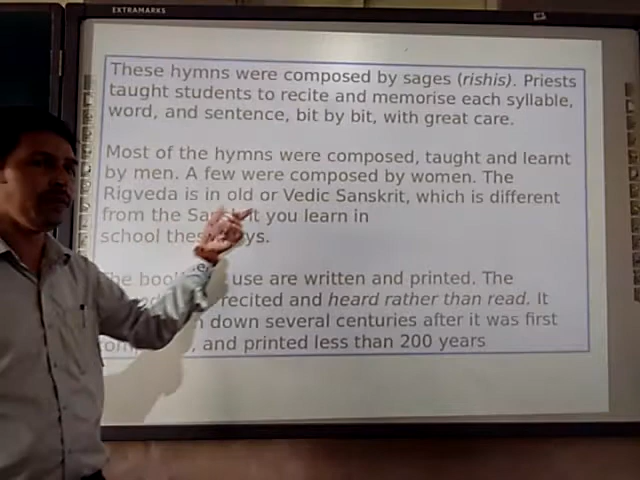 EXTRAMARKS
These hymns were composed by sages (rishis). Priests
taught students to recite and memorise each syllable,
word, and sentence, bit by bit, with great care.
Most of the hymns were composed, taught and learnt
by men. A few were composed by women. The
Rigveda is in old or Vedic Sanskrit, which is different
from the Sanskrit you learn in
school these days.
The books use are written and printed. The
recited and heard rather than read. It
down several centuries after it was first
and printed less than 200 years